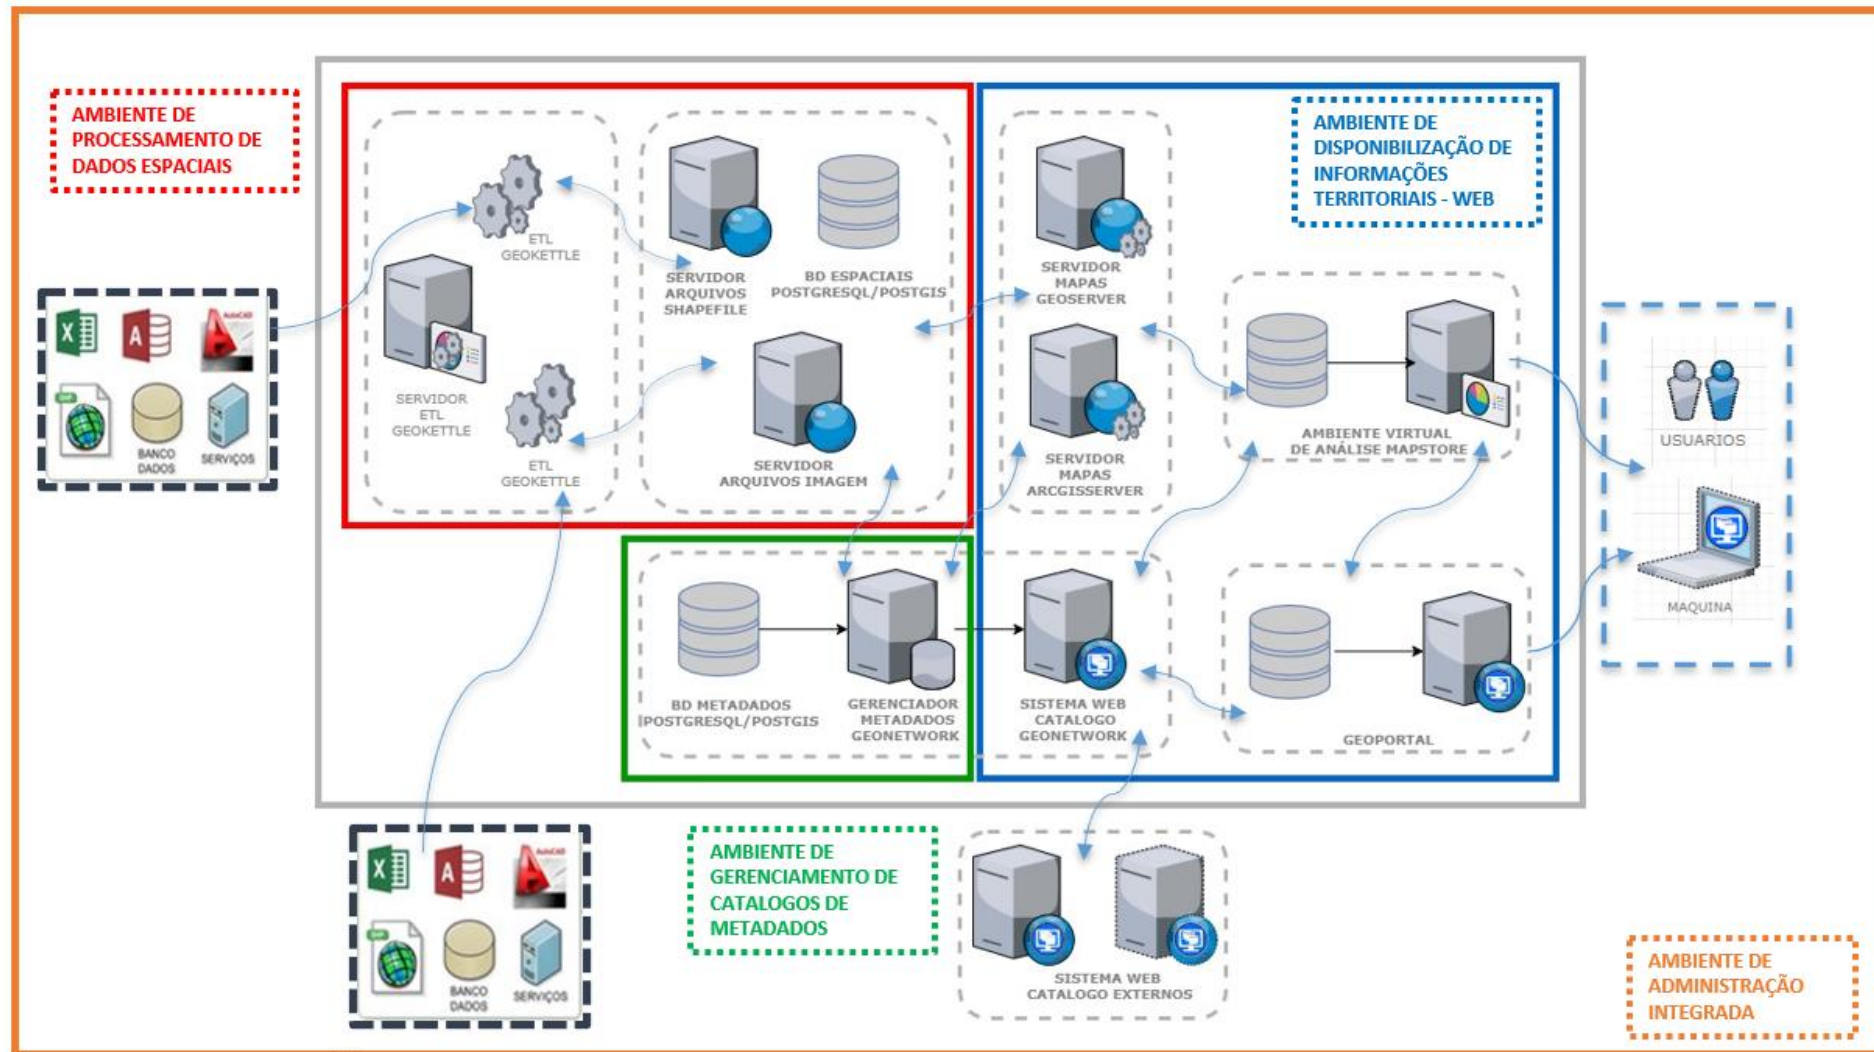 AMBIENTE DE
PROCESSAMENTO DE
DADOS ESPACIAIS
ETL
GEOKETTLE
SERVIDOR
ETL
GEOKETTLE
ETL
GEOKETTLE
SERVIDOR
ARQUIVOS
SHAPEFILE
BD ESPACIAIS
POSTGRESQL/POSTGIS
SERVIDOR
ARQUIVOS IMAGEM
SERVIDOR
MAPAS
GEOSERVER
SERVIDOR
MAPAS
ARCGISSERVER
AMBIENTE DE
DISPONIBILIZAÇÃO DE
INFORMAÇÕES
TERRITORIAIS - WEB
AMBIENTE VIRTUAL
DE ANÁLISE MAPSTORE
USUARIOS
MAQUINA
X
A
AutoCAD
SHP
BANCO
DADOS
SERVIÇOS
BD METADADOS
POSTGRESQL/POSTGIS
GERENCIADOR
METADADOS
GEONETWORK
SISTEMA WEB
CATALOGO
GEONETWORK
GEOPORTAL
X
A
AutoCAD
SHP
BANCO
DADOS
SERVIÇOS
AMBIENTE DE
GERENCIAMENTO DE
CATALOGOS DE
METADADOS
SISTEMA WEB
CATALOGO EXTERNOS
AMBIENTE DE
ADMINISTRAÇÃO
INTEGRADA